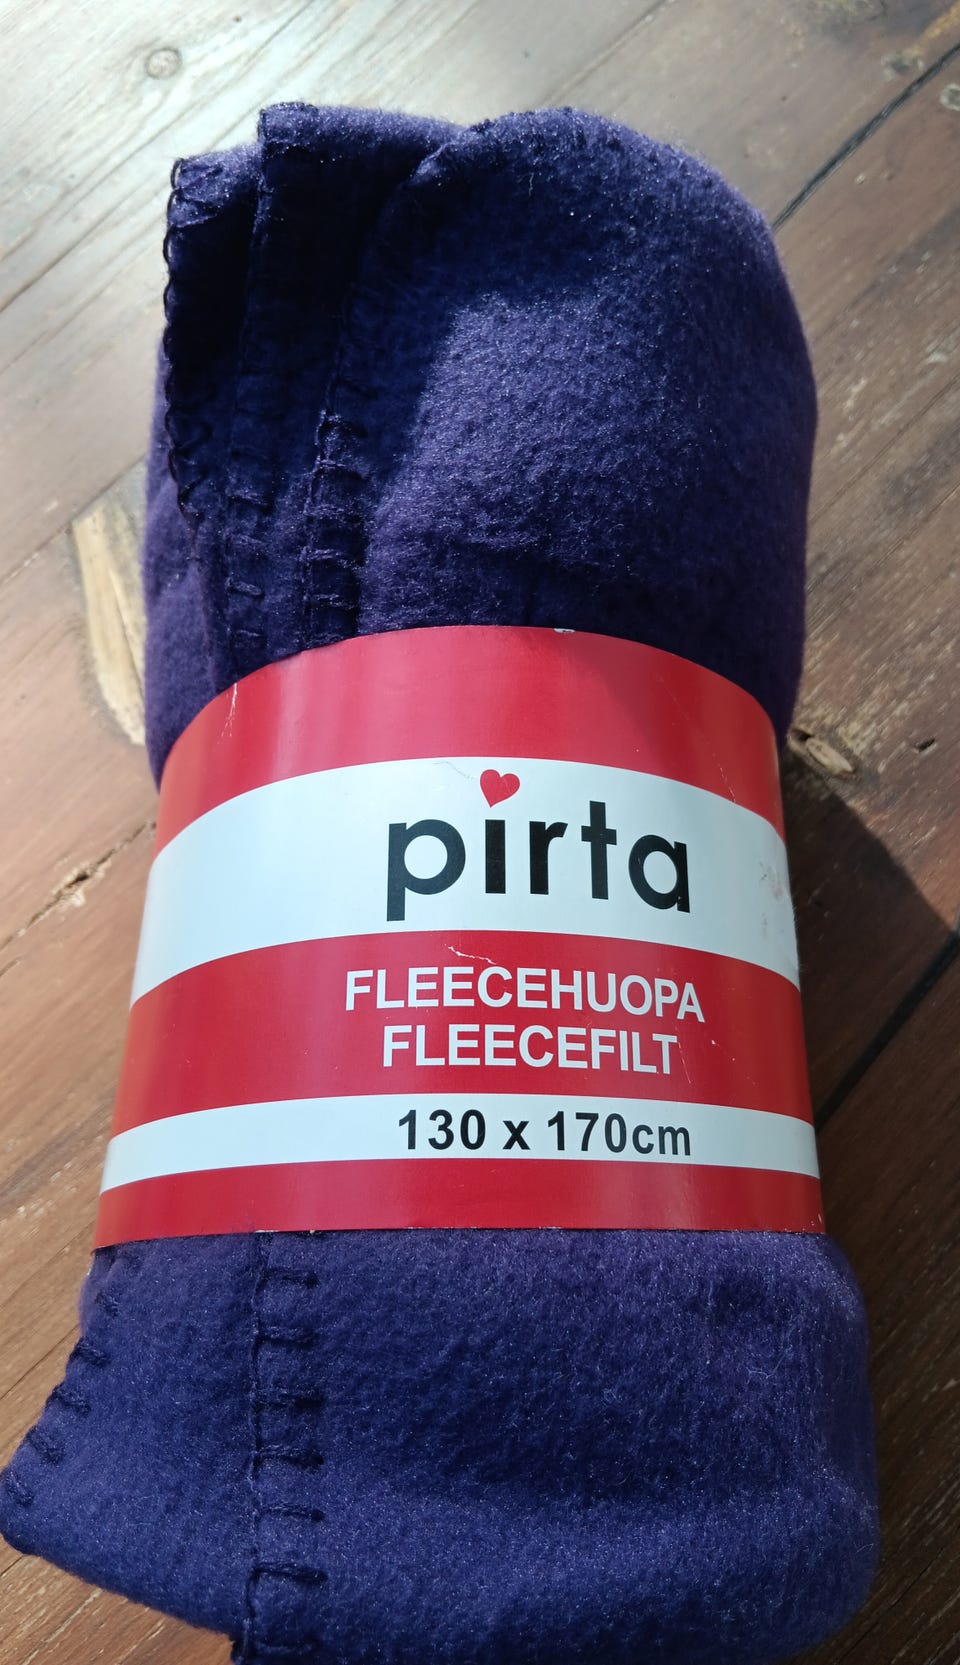 pirta
FLEECEHUOPA
FLEECEFILT
130 x 170cm